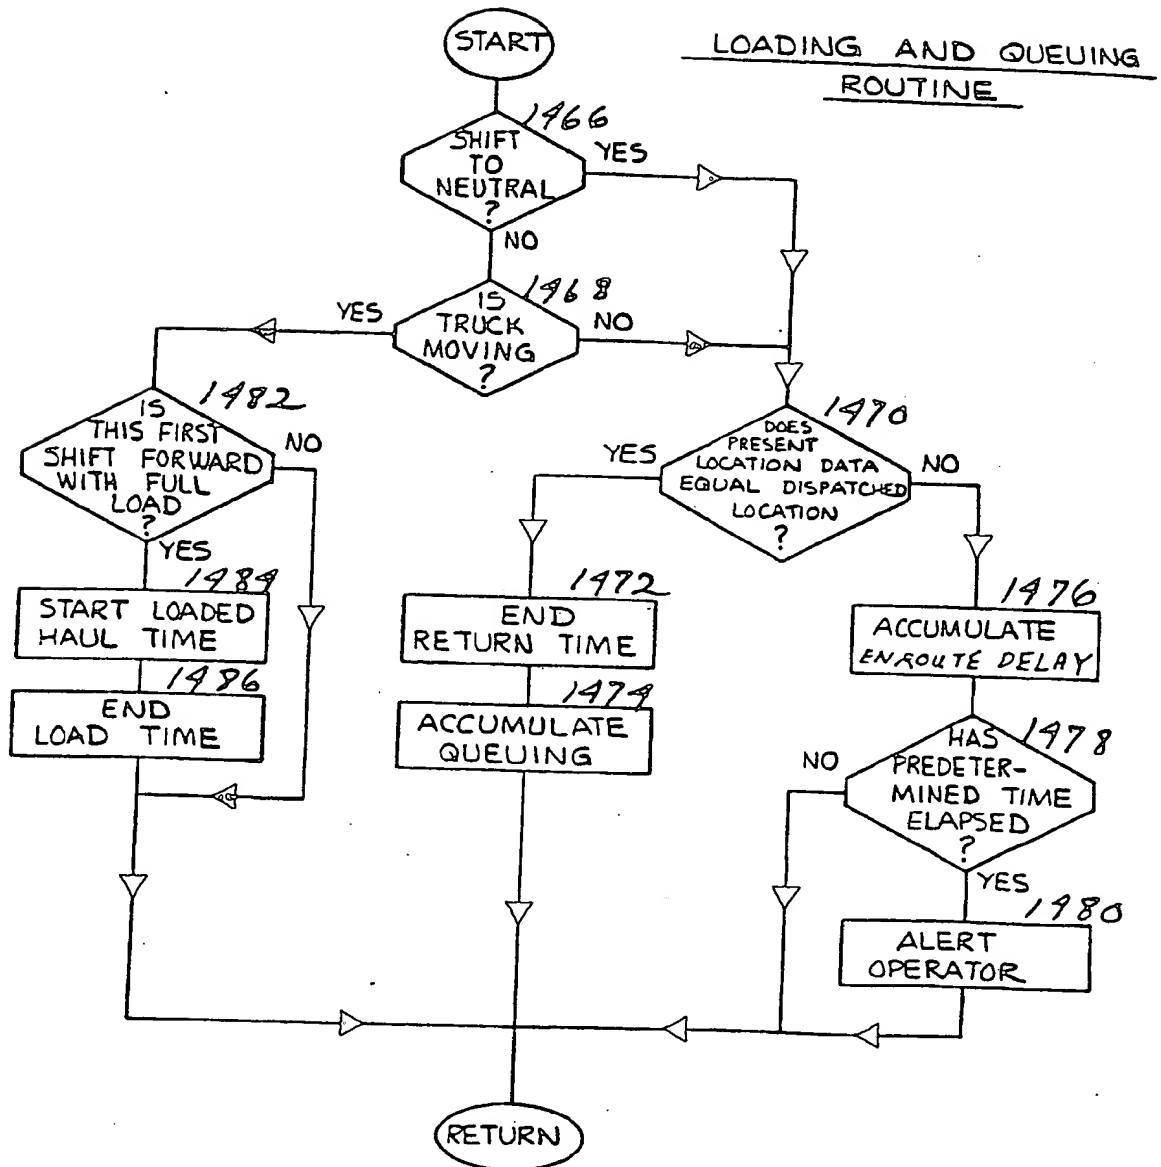 START
LOADING AND QUEUING
ROUTINE
1466
SHIFT
TO
NEUTRAL
?
YES
NO
1468
IS
TRUCK
MOVING
?
YES
NO
1482
IS
THIS FIRST
SHIFT FORWARD
WITH FULL
LOAD
?
NO
YES
1484
START LOADED
HAUL TIME
1486
END
LOAD TIME
1470
DOES
PRESENT
LOCATION DATA
EQUAL DISPATCHED
LOCATION
?
YES
NO
1472
END
RETURN TIME
1474
ACCUMULATE
QUEUING
1476
ACCUMULATE
ENROUTE DELAY
1478
HAS
PREDETER-
MINED TIME
ELAPSED
?
NO
YES
1480
ALERT
OPERATOR
RETURN